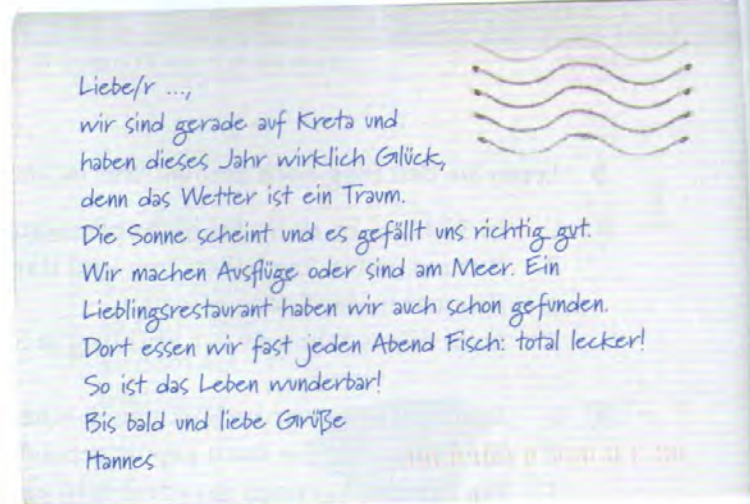 Liebe/r ...,
wir sind gerade auf Kreta und
haben dieses Jahr wirklich Glück,
denn das Wetter ist ein Traum.
Die Sonne scheint und es gefällt uns richtig gut.
Wir machen Ausflüge oder sind am Meer. Ein
Lieblingsrestaurant haben wir auch schon gefunden.
Dort essen wir fast jeden Abend Fisch: total lecker!
So ist das Leben wunderbar!
Bis bald und liebe Grüße
Hannes